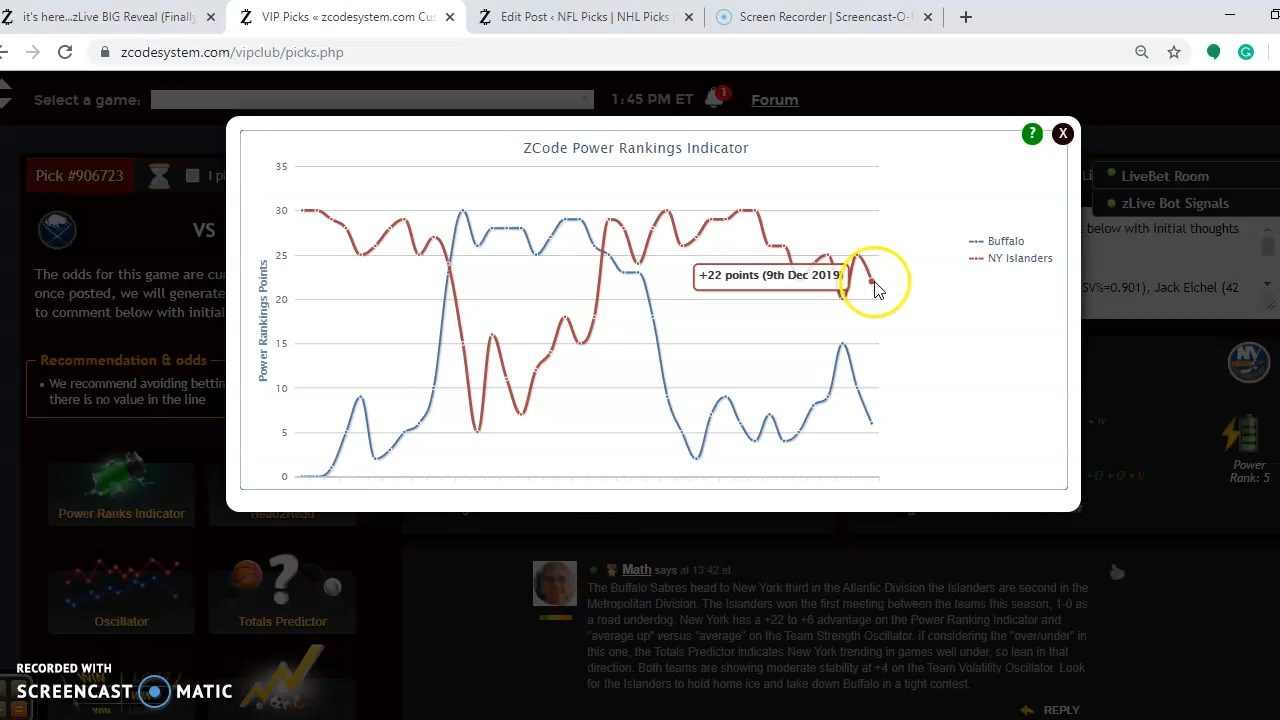 it's here...zLive BIG Reveal (Finally
VIP Picks « zcodesystem.com Cus
Edit Post ‹ NFL Picks | NHL Picks
Screen Recorder | Screencast-O-
zcodesystem.com/vipclub/picks.php
Select a game:
1:45 PM ET
1
Forum
Pick #906723
I p
VS
The odds for this game are cur
once posted, we will generate
to comment below with initial
Recommendation & odds
We recommend avoiding bettin
there is no value in the line
Power Ranks Indicator
Head2Head
Oscillator
Totals Predictor
WIN
WIN
ZCode Power Rankings Indicator
? X
Power Rankings Points
35
30
25
20
15
10
5
0
+22 points (9th Dec 2019)
Buffalo
NY Islanders
LiveBet Room
zLive Bot Signals
t below with initial thoughts
SV%=0.901), Jack Eichel (42
Power
Rank: 5
Math says at 13:42 et
The Buffalo Sabres head to New York third in the Atlantic Division the Islanders are second in the
Metropolitan Division. The Islanders won the first meeting between the teams this season, 1-0 as
a road underdog. New York has a +22 to +6 advantage on the Power Ranking Indicator and
"average up" versus "average" on the Team Strength Oscillator. if considering the "over/under" in
this one, the Totals Predictor indicates New York trending in games well under, so lean in that
direction. Both teams are showing moderate stability at +4 on the Team Volatility Oscillator. Look
for the Islanders to hold home ice and take down Buffalo in a tight contest.
REPLY
RECORDED WITH
SCREENCAST MATIC